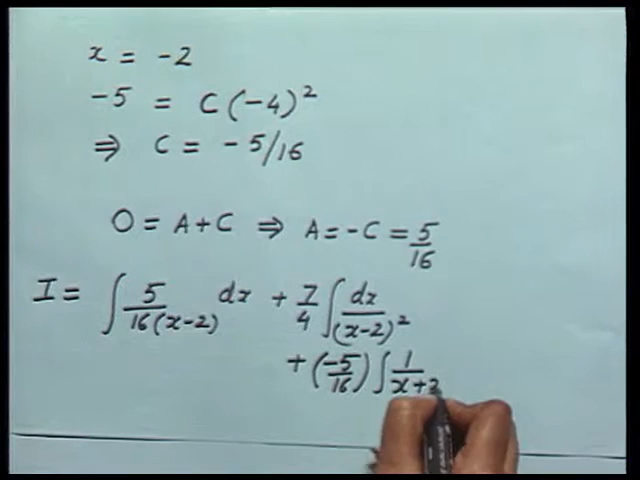 x = -2
-5 = C(-4)²
⇒ C = -5/16
0 = A+C ⇒ A = -C = 5/16
I = ∫ 5/16(x-2) dx + 7/4 ∫ dx/(x-2)²
+ (-5/16) ∫ 1/x+2